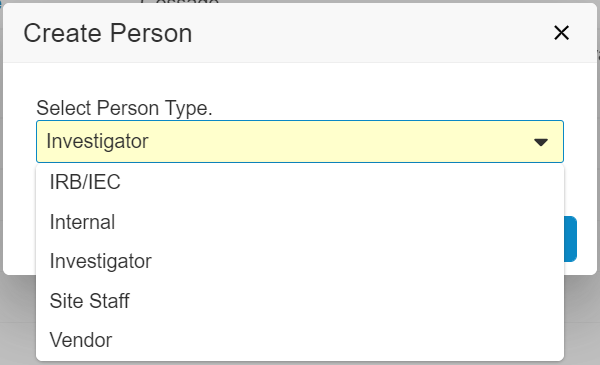 Create Person
Select Person Type.
Investigator
IRB/IEC
Internal
Investigator
Site Staff
Vendor